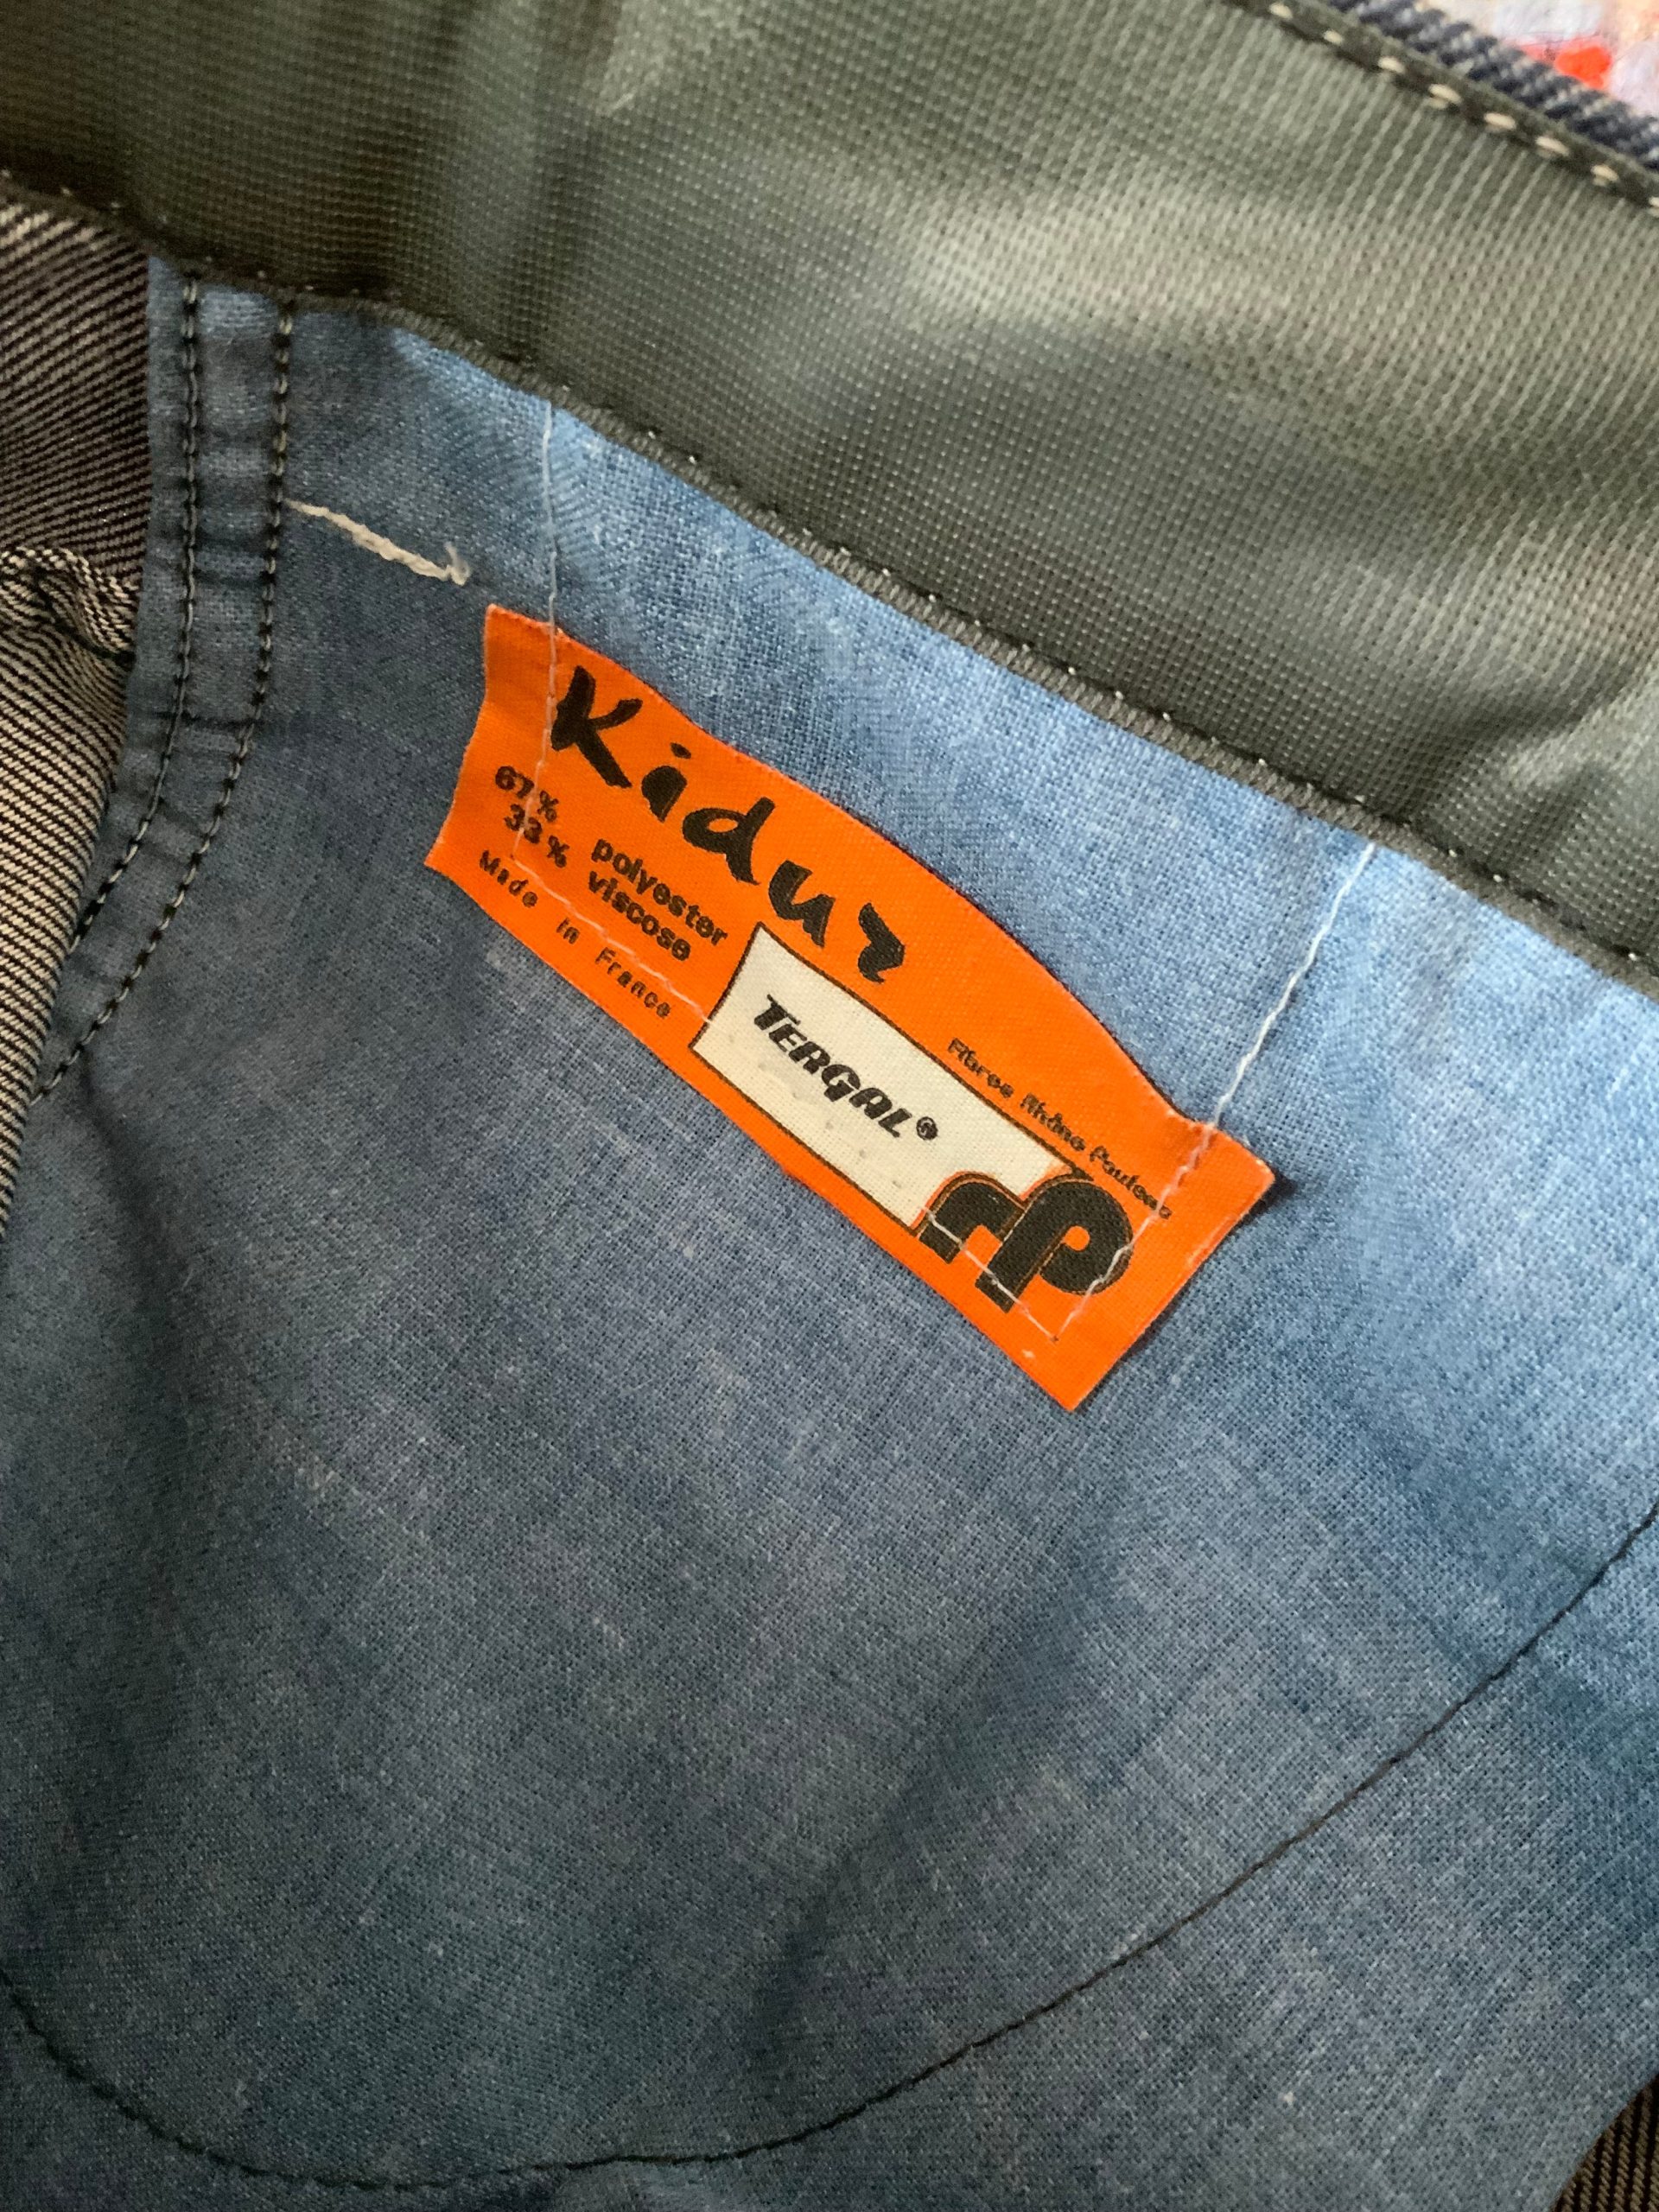 Kidur
67% polyester
33% viscose
Made in France
TERGAL®
Fibres Rhône Poulenc
rp